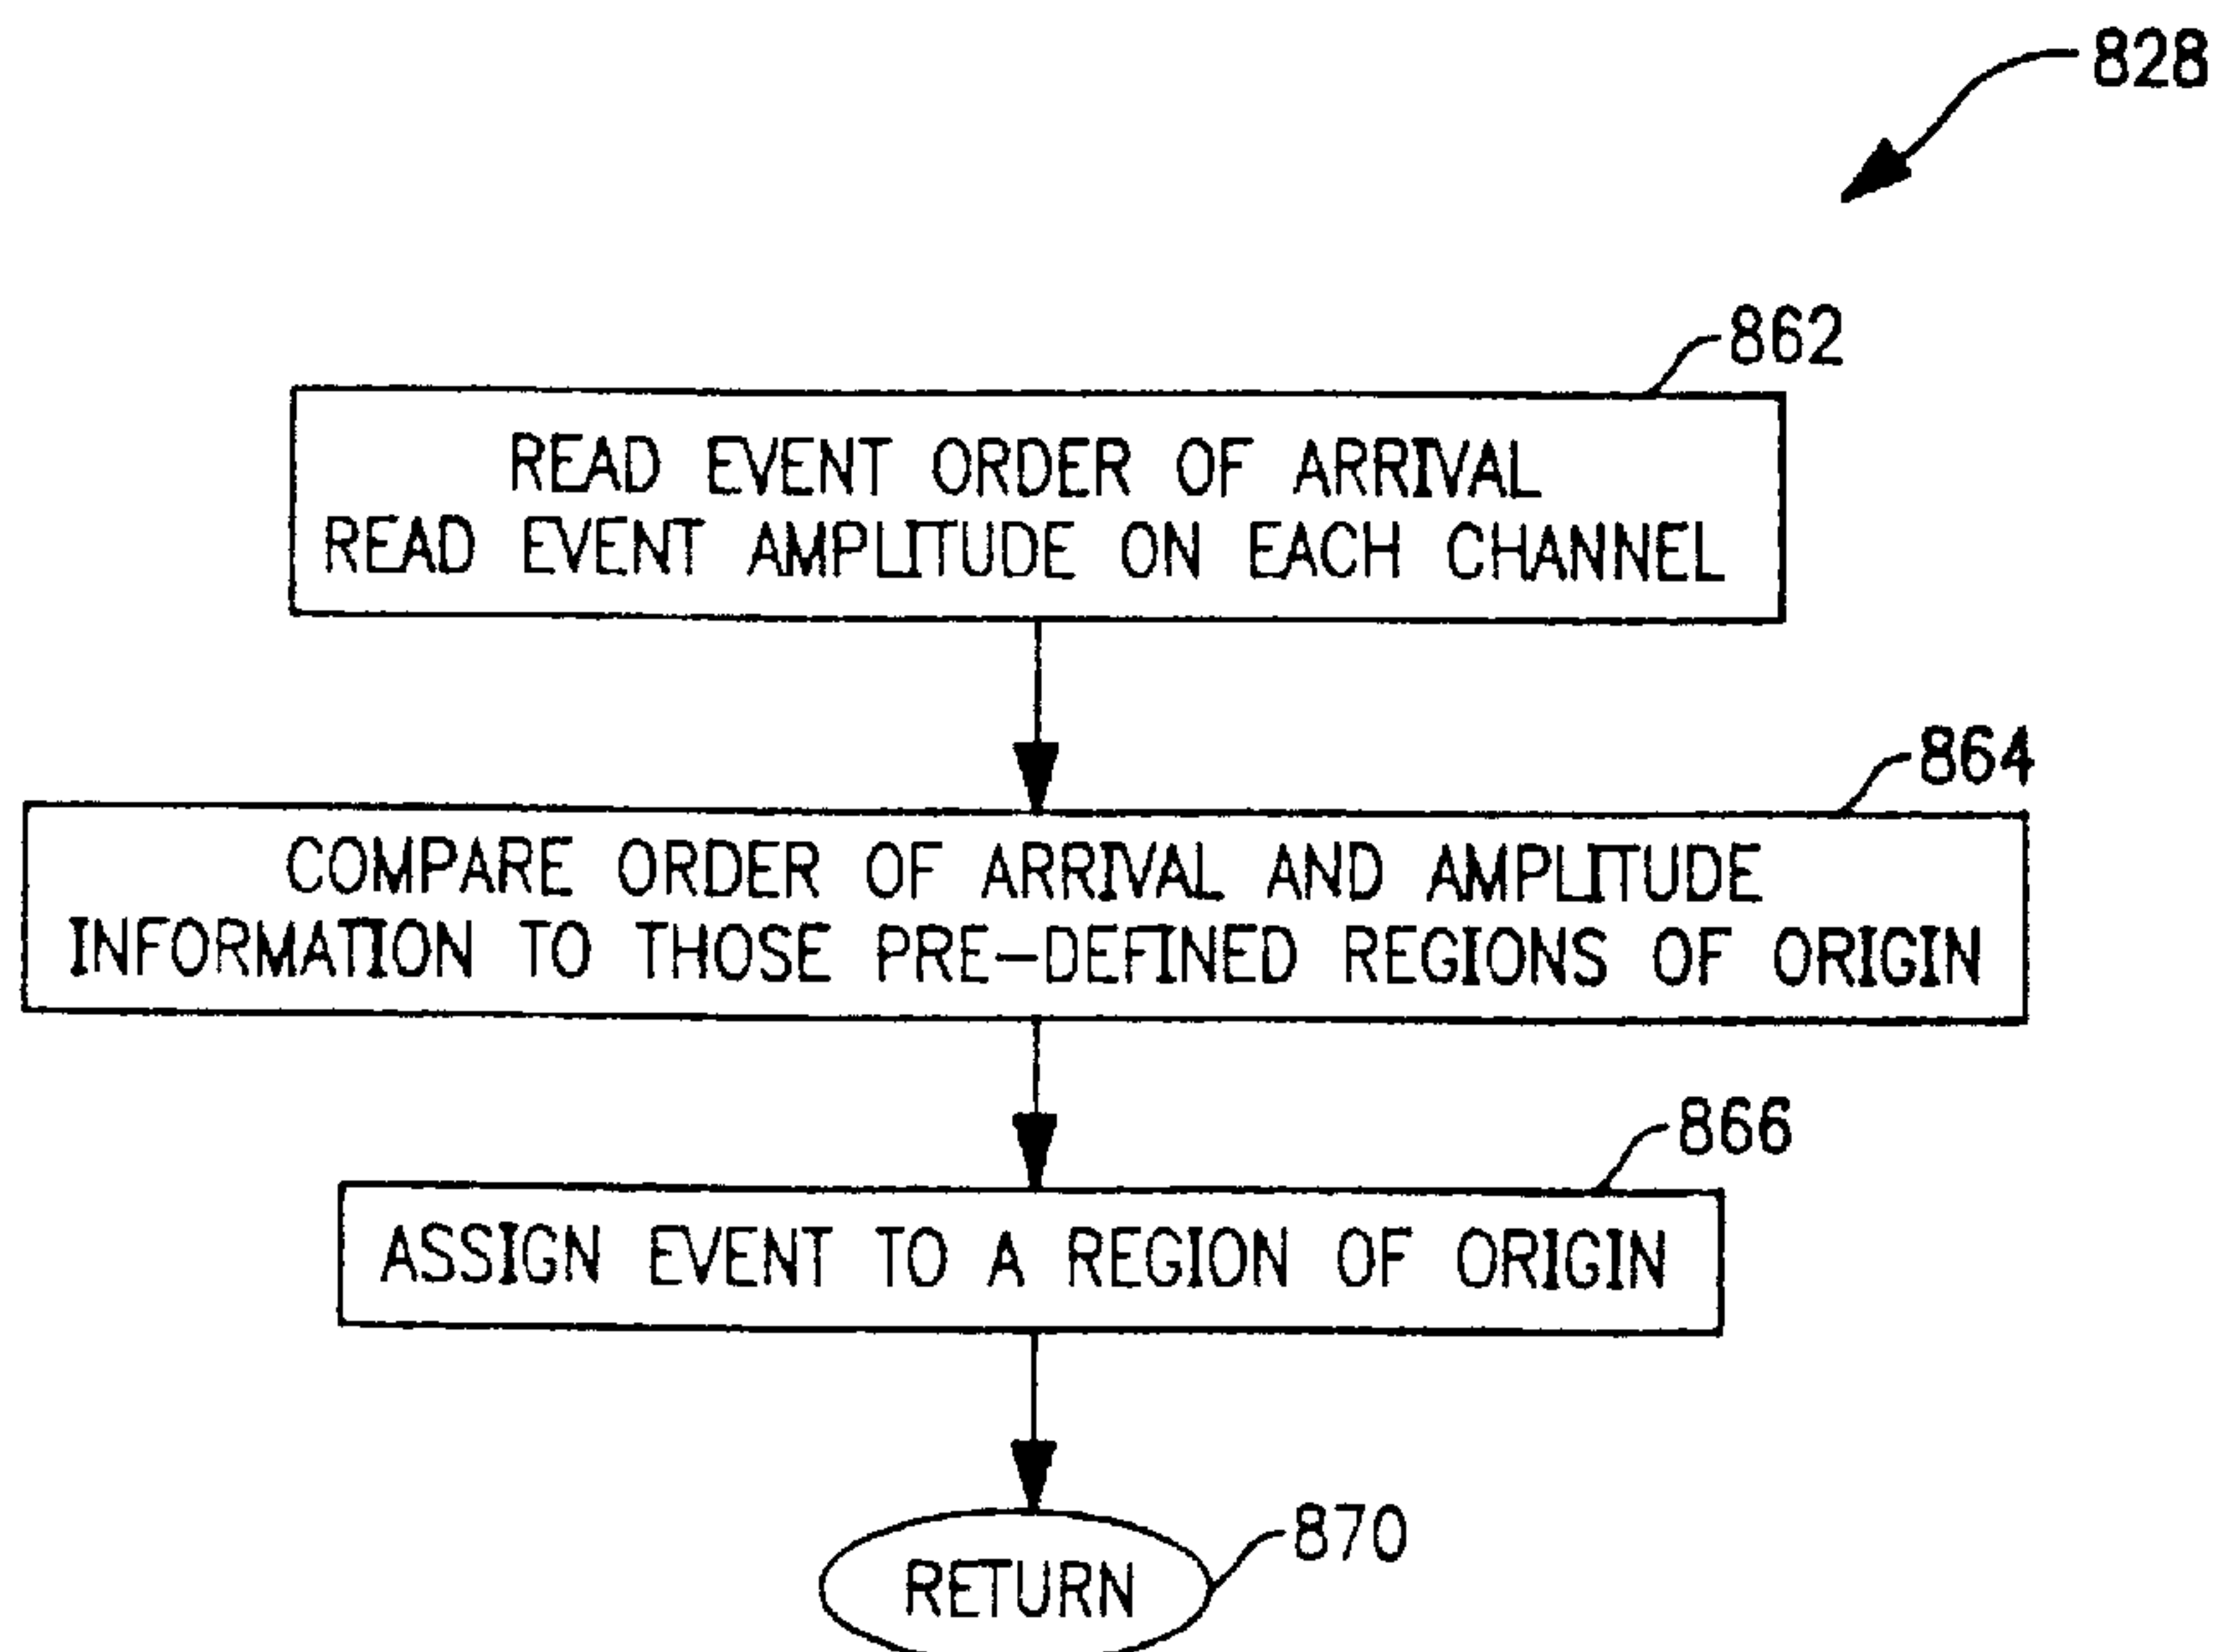 828
862
READ EVENT ORDER OF ARRIVAL
READ EVENT AMPLITUDE ON EACH CHANNEL
864
COMPARE ORDER OF ARRIVAL AND AMPLITUDE
INFORMATION TO THOSE PRE-DEFINED REGIONS OF ORIGIN
866
ASSIGN EVENT TO A REGION OF ORIGIN
870
RETURN